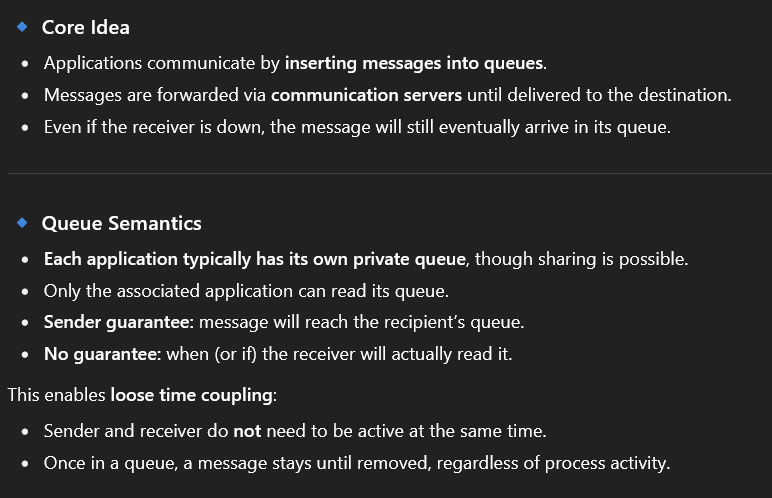 Core Idea
Applications communicate by inserting messages into queues.
Messages are forwarded via communication servers until delivered to the destination.
Even if the receiver is down, the message will still eventually arrive in its queue.
Queue Semantics
Each application typically has its own private queue, though sharing is possible.
Only the associated application can read its queue.
Sender guarantee: message will reach the recipient's queue.
No guarantee: when (or if) the receiver will actually read it.
This enables loose time coupling:
Sender and receiver do not need to be active at the same time.
Once in a queue, a message stays until removed, regardless of process activity.